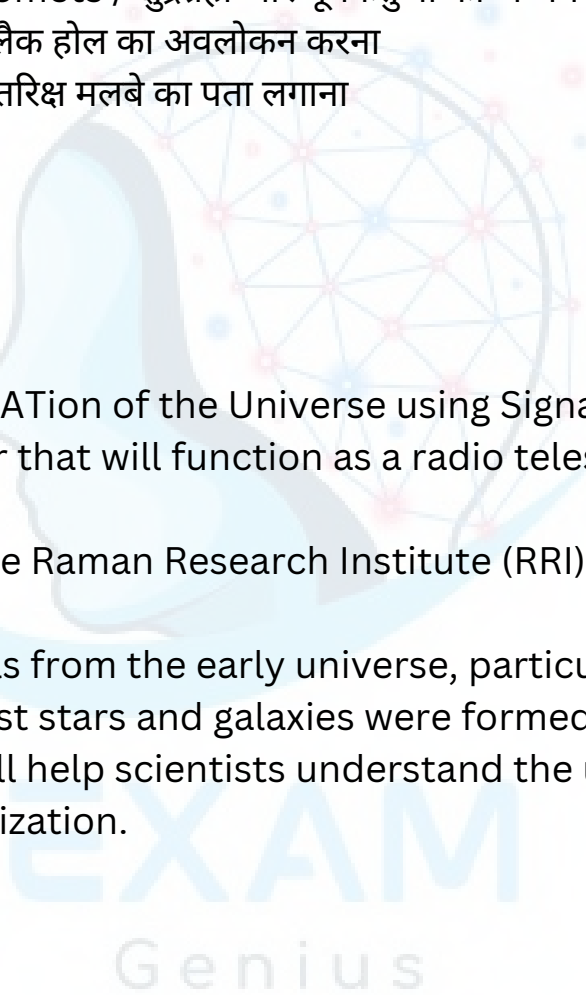 लैक होल का अवलोकन करना
तरिक्ष मलबे का पता लगाना
ATion of the Universe using Signa
r that will function as a radio teles
e Raman Research Institute (RRI)
ls from the early universe, particu
st stars and galaxies were formed
ll help scientists understand the u
ization.
EXAM
Genius